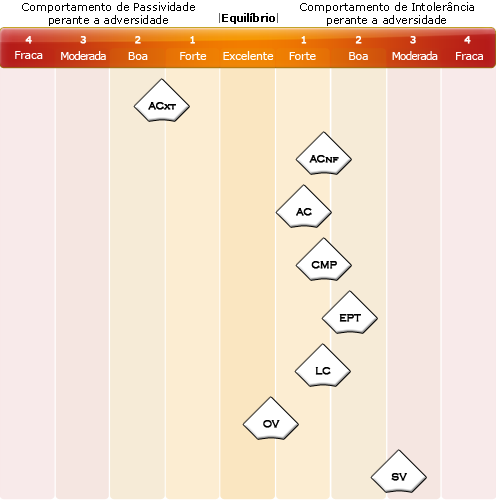 Comportamento de Passividade
perante a adversidade
|Equilíbrio|
Comportamento de Intolerância
perante a adversidade
4 3 2 1 1 2 3 4
Fraca Moderada Boa Forte Excelente Forte Boa Moderada Fraca
ACXT
ACNF
AC
CMP
EPT
LC
OV
SV